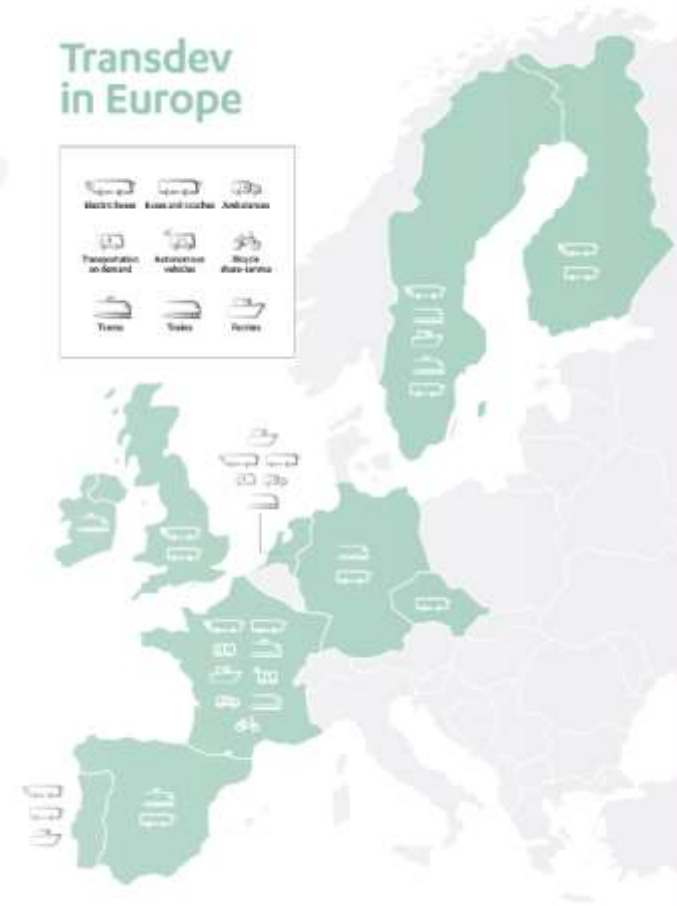 Transdev
in Europe
Electric buses Buses and coaches Ambulances
Transportation Autonomous Bicycle
on demand vehicles share-service
Trams Trains Ferries